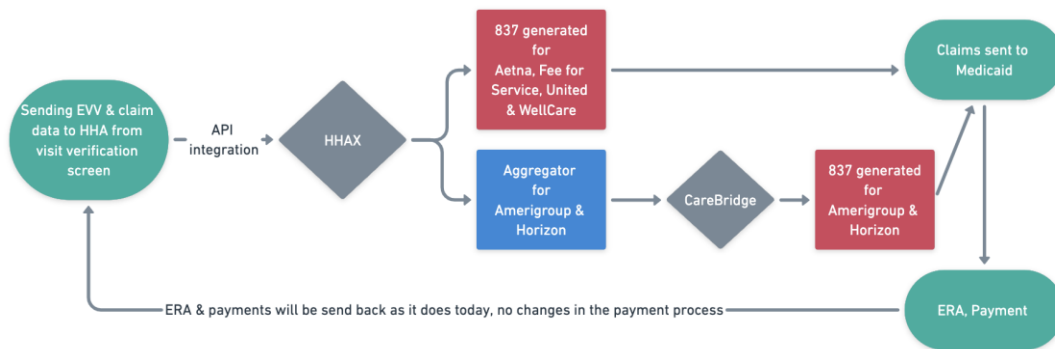 Sending EVV & claim
data to HHA from
visit verification
screen
API
integration
HHAX
837 generated
for
Aetna, Fee for
Service, United
& WellCare
Aggregator
for
Amerigroup &
Horizon
CareBridge
837 generated
for
Amerigroup &
Horizon
Claims sent to
Medicaid
ERA, Payment
ERA & payments will be send back as it does today, no changes in the payment process